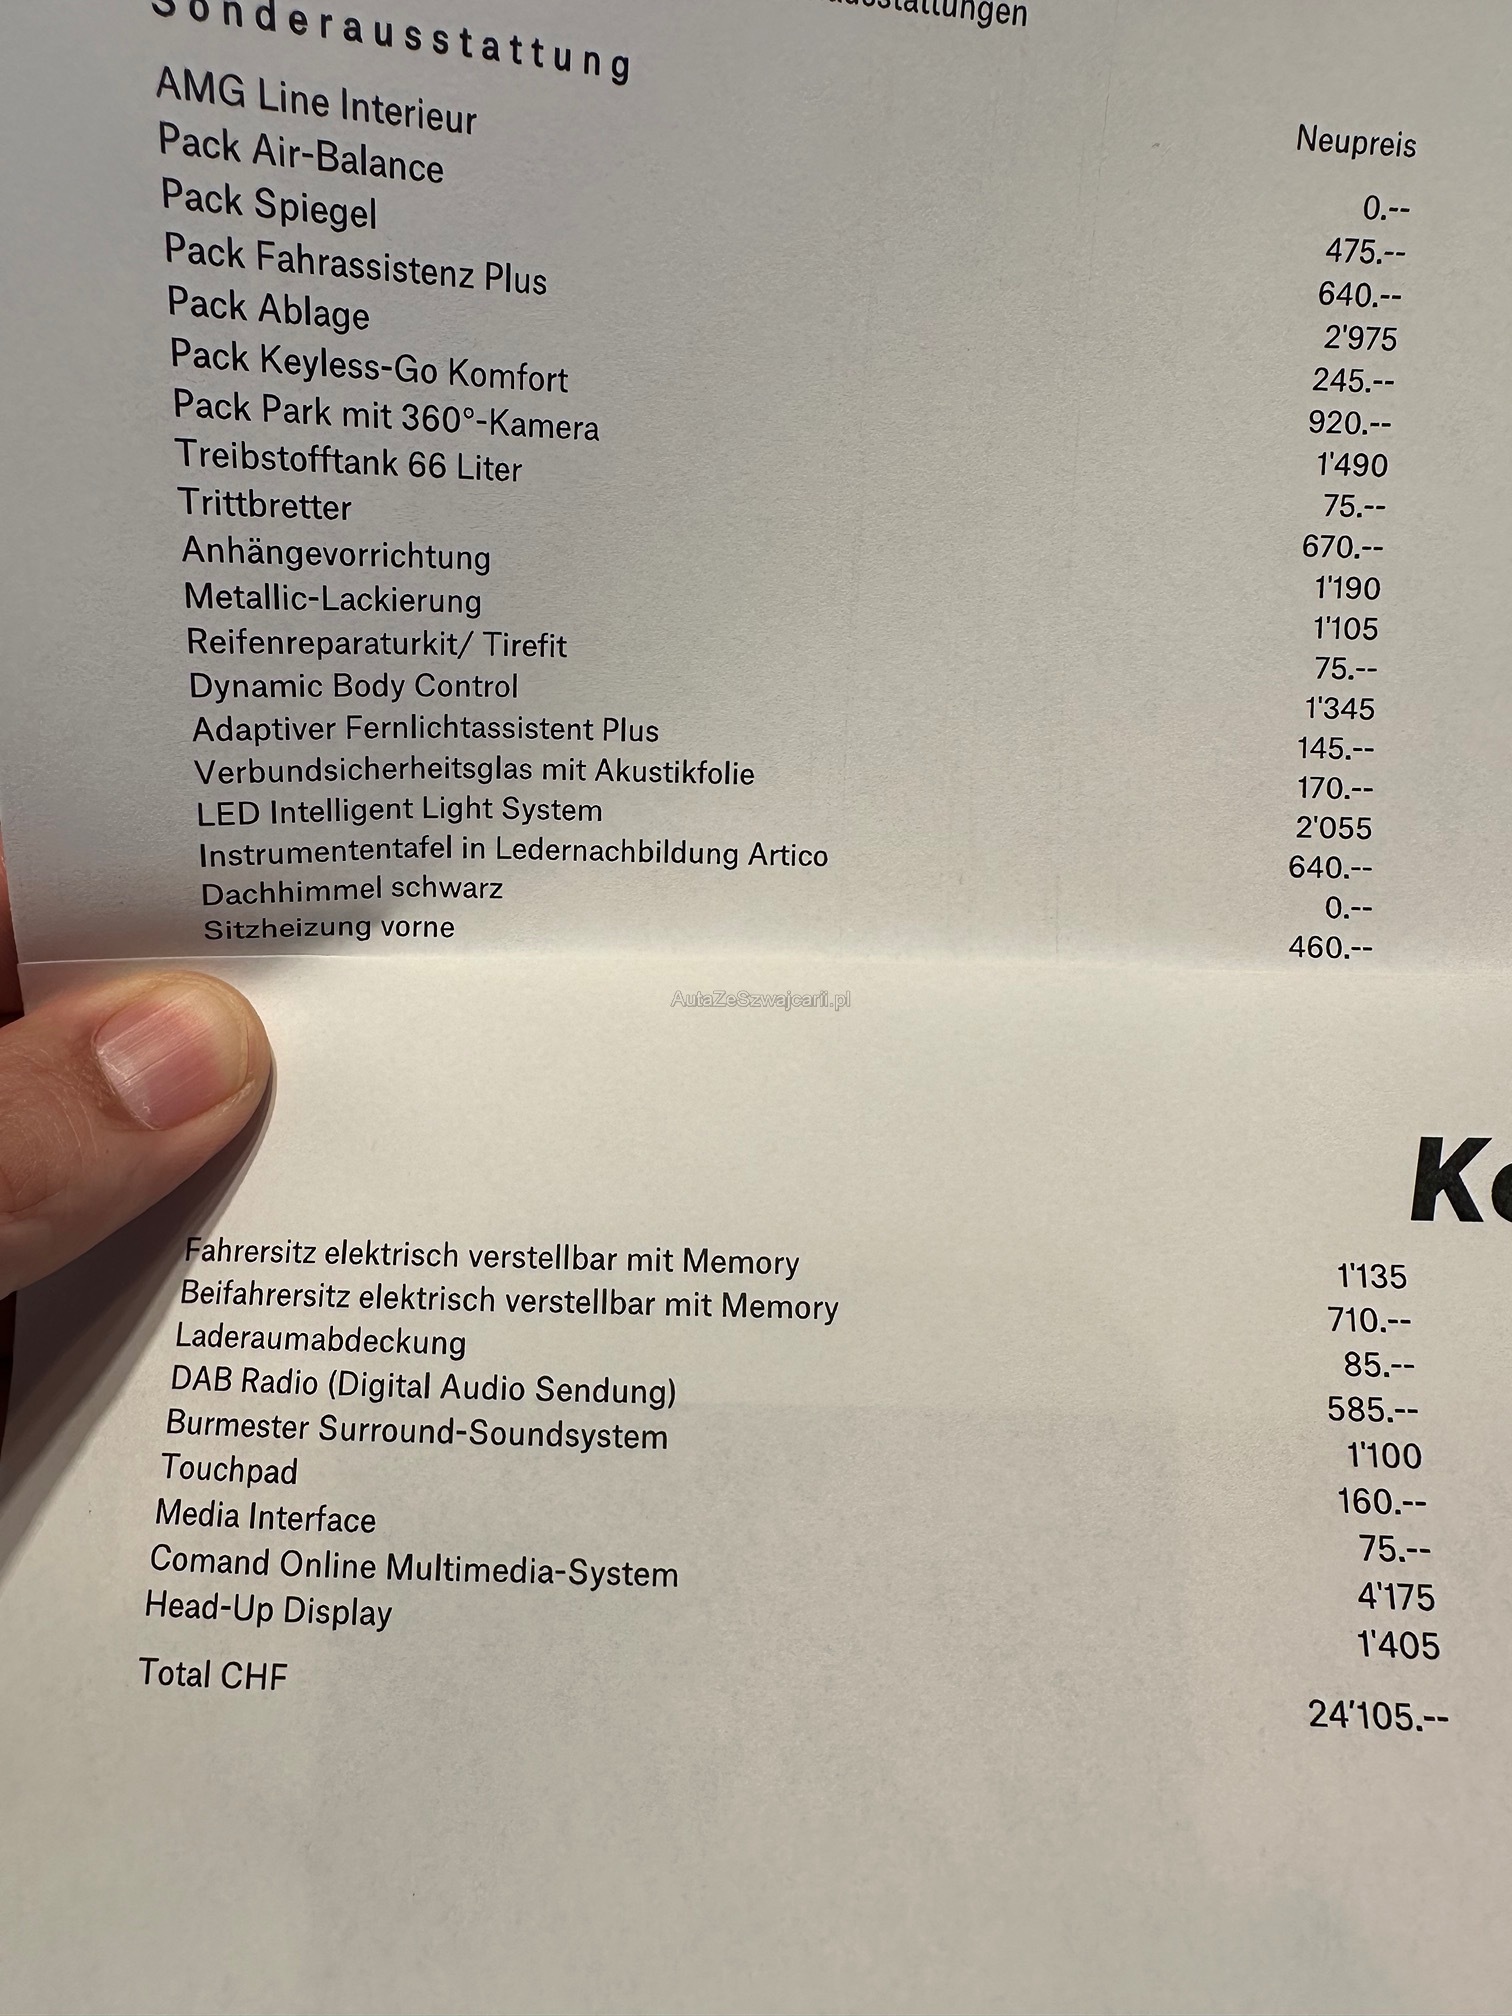 Sonderausstattung
Neupreis
AMG Line Interieur 0.--
Pack Air-Balance 475.--
Pack Spiegel 640.--
Pack Fahrassistenz Plus 2'975
Pack Ablage 245.--
Pack Keyless-Go Komfort 920.--
Pack Park mit 360°-Kamera 1'490
Treibstofftank 66 Liter 75.--
Trittbretter 670.--
Anhängevorrichtung 1'190
Metallic-Lackierung 1'105
Reifenreparaturkit/ Tirefit 75.--
Dynamic Body Control 1'345
Adaptiver Fernlichtassistent Plus 145.--
Verbundsicherheitsglas mit Akustikfolie 170.--
LED Intelligent Light System 2'055
Instrumententafel in Ledernachbildung Artico 640.--
Dachhimmel schwarz 0.--
Sitzheizung vorne 460.--
AutaZeSzwajcarii.pl
Fahrersitz elektrisch verstellbar mit Memory 1'135
Beifahrersitz elektrisch verstellbar mit Memory 710.--
Laderaumabdeckung 85.--
DAB Radio (Digital Audio Sendung) 585.--
Burmester Surround-Soundsystem 1'100
Touchpad 160.--
Media Interface 75.--
Comand Online Multimedia-System 4'175
Head-Up Display 1'405
Total CHF 24'105.--